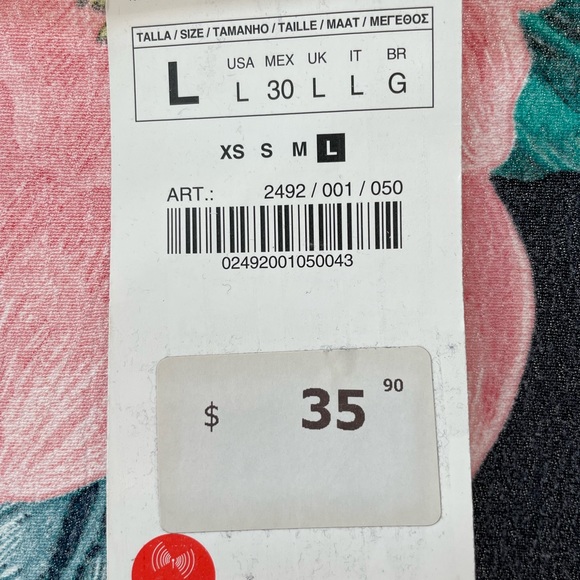 TALLA / SIZE / TAMANHO / TAILLE / MAAT / ΜΕΓΕΘΟΣ
USA MEX UK IT BR
L L 30 L L G
XS S M L
ART.: 2492 / 001 / 050
02492001050043
$ 35 90